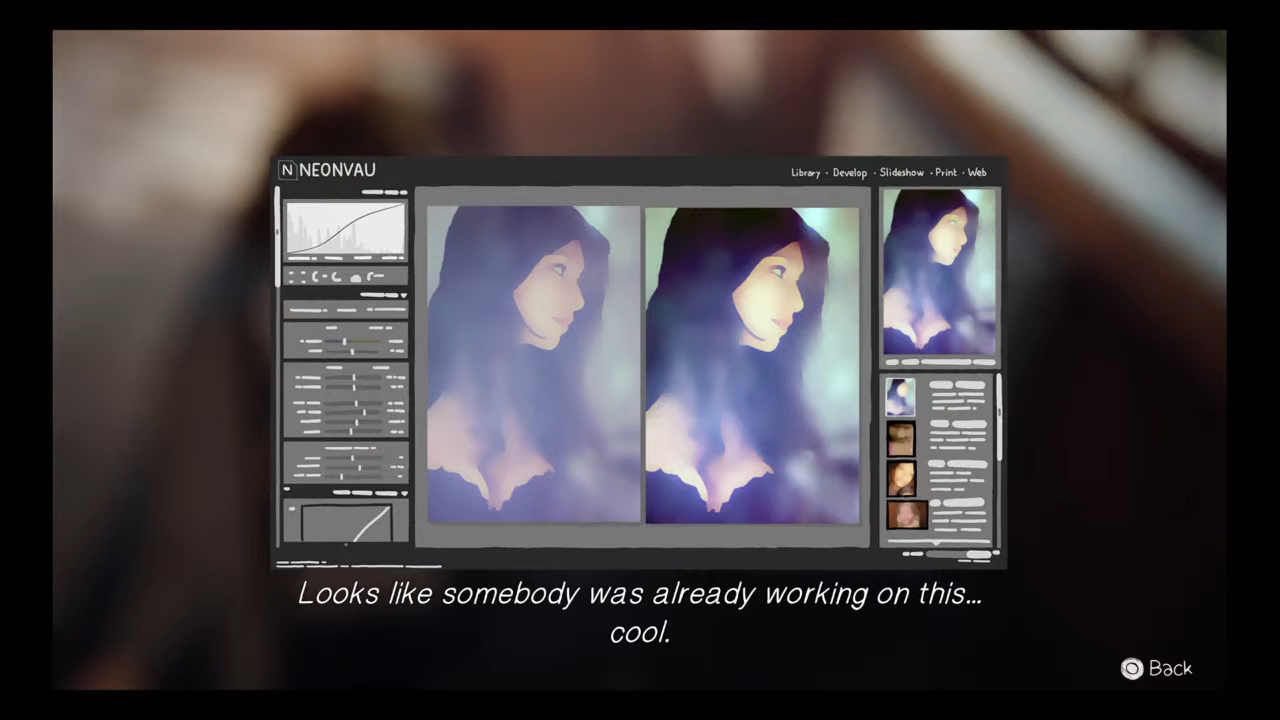 N NEONVAU
Library · Develop · Slideshow · Print · Web
Looks like somebody was already working on this...
cool.
Back